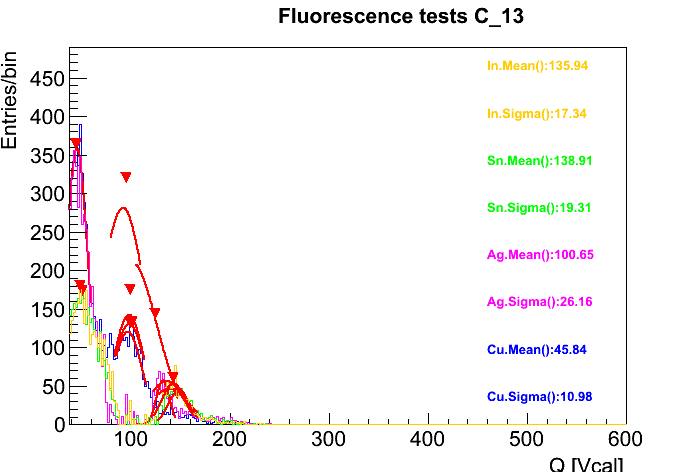 Fluorescence tests C_13
Entries/bin
450
400
350
300
250
200
150
100
50
0
100
200
300
400
500
600
Q [Vcal]
In.Mean():135.94
In.Sigma():17.34
Sn.Mean():138.91
Sn.Sigma():19.31
Ag.Mean():100.65
Ag.Sigma():26.16
Cu.Mean():45.84
Cu.Sigma():10.98